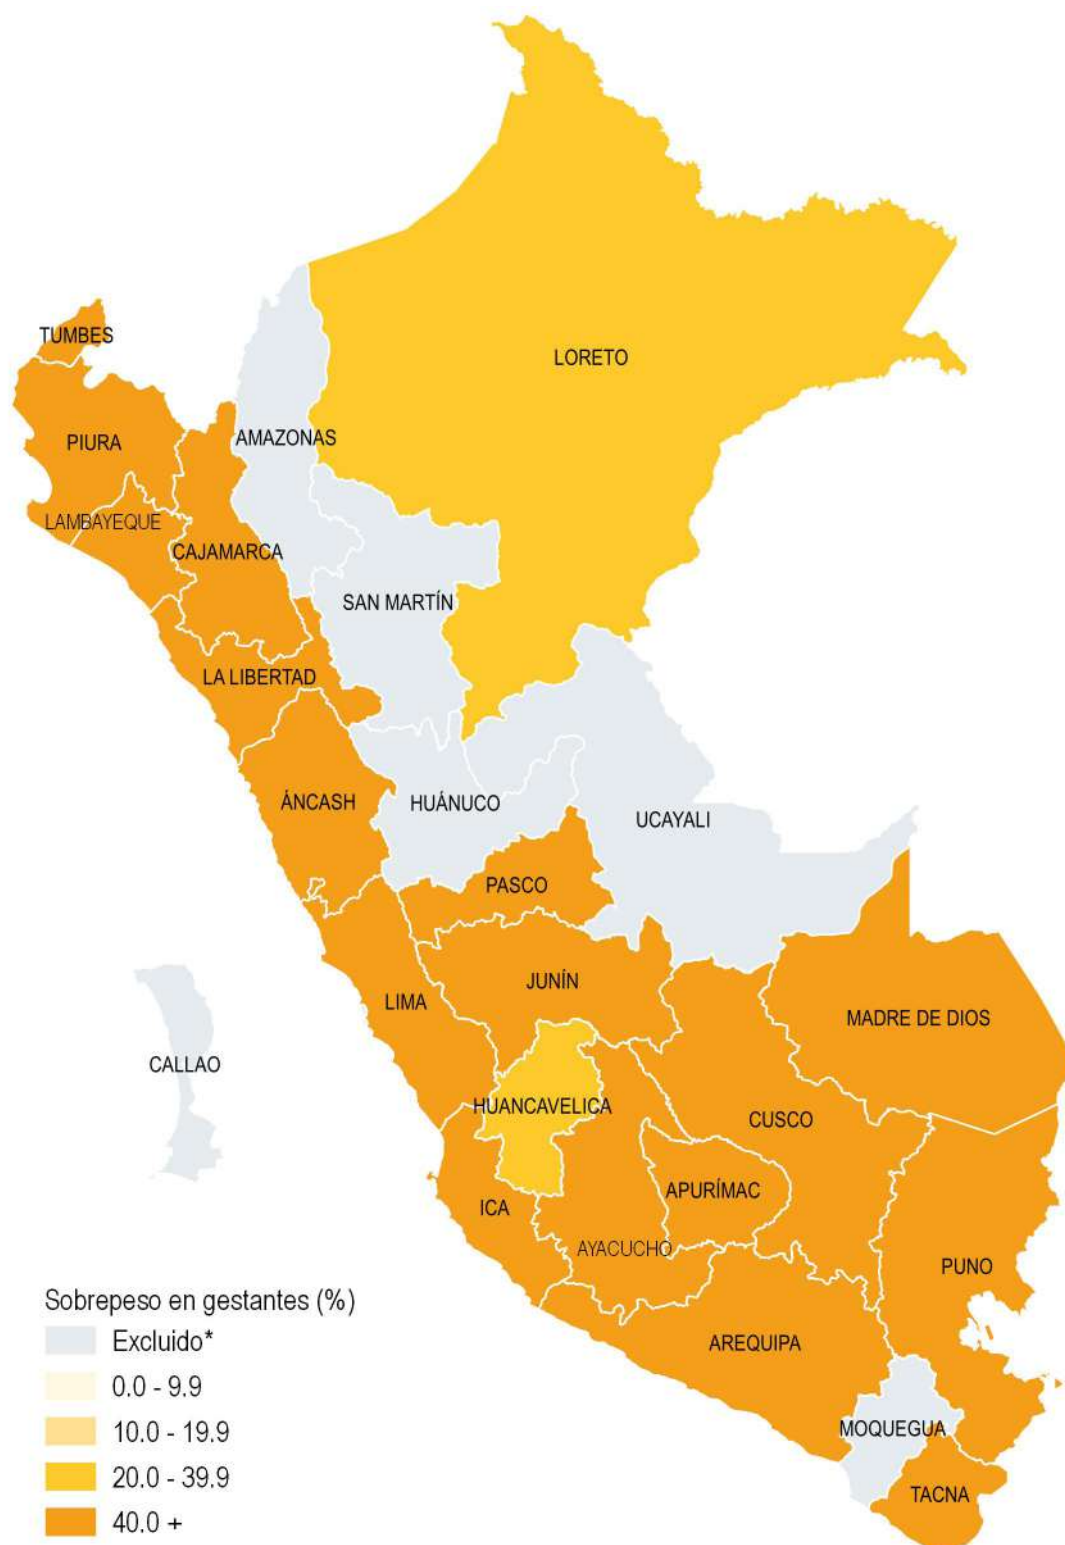 TUMBES
LORETO
PIURA
AMAZONAS
LAMBAYEQUE
CAJAMARCA
SAN MARTÍN
LA LIBERTAD
ÁNCASH
HUÁNUCO
UCAYALI
PASCO
JUNÍN
LIMA
MADRE DE DIOS
CALLAO
HUANCAVELICA
CUSCO
APURÍMAC
ICA
AYACUCHO
PUNO
AREQUIPA
MOQUEGUA
TACNA
Sobrepeso en gestantes (%)
Excluido*
0.0 - 9.9
10.0 - 19.9
20.0 - 39.9
40.0 +